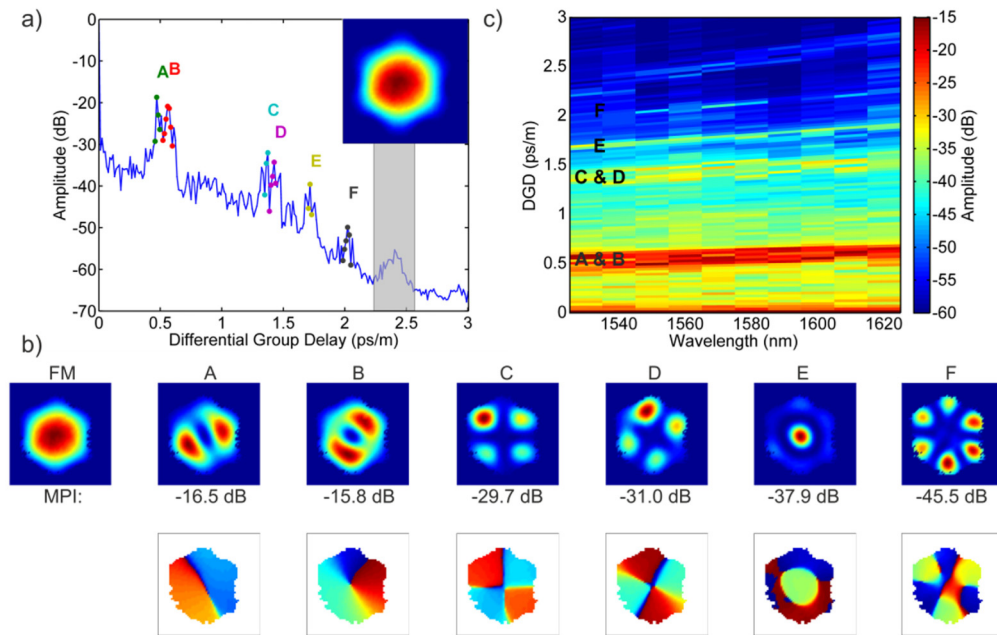 a)
0
-10
-20
-30
-40
-50
-60
-70
Amplitude (dB)
A
B
C
D
E
F
0
0.5
1
1.5
2
2.5
3
Differential Group Delay (ps/m)
c)
3
2.5
2
1.5
1
0.5
0
DGD (ps/m)
F
E
C & D
A & B
1540
1560
1580
1600
1620
Wavelength (nm)
-15
-20
-25
-30
-35
-40
-45
-50
-55
-60
Amplitude (dB)
b)
FM
A
B
C
D
E
F
MPI:
-16.5 dB
-15.8 dB
-29.7 dB
-31.0 dB
-37.9 dB
-45.5 dB